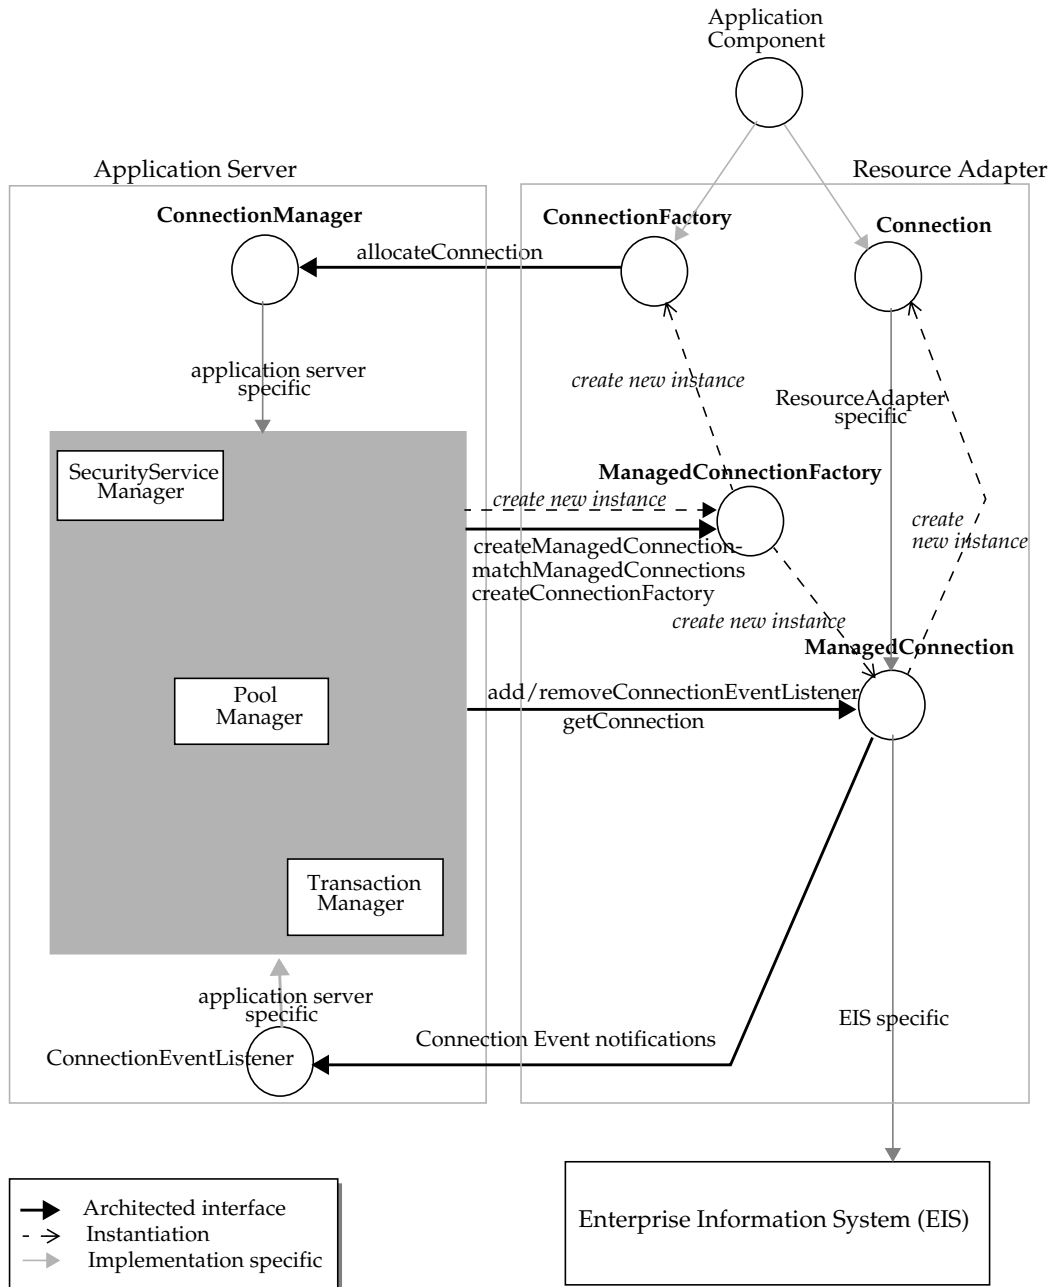 Application
Component
Application Server
Resource Adapter
ConnectionManager
ConnectionFactory
Connection
allocateConnection
application server
specific
create new instance
ResourceAdapter
specific
SecurityService
Manager
ManagedConnectionFactory
create new instance
create
new instance
createManagedConnection-
matchManagedConnections
createConnectionFactory
create new instance
ManagedConnection
Pool
Manager
add/removeConnectionEventListener
getConnection
Transaction
Manager
application server
specific
EIS specific
Connection Event notifications
ConnectionEventListener
Architected interface
Instantiation
Implementation specific
Enterprise Information System (EIS)